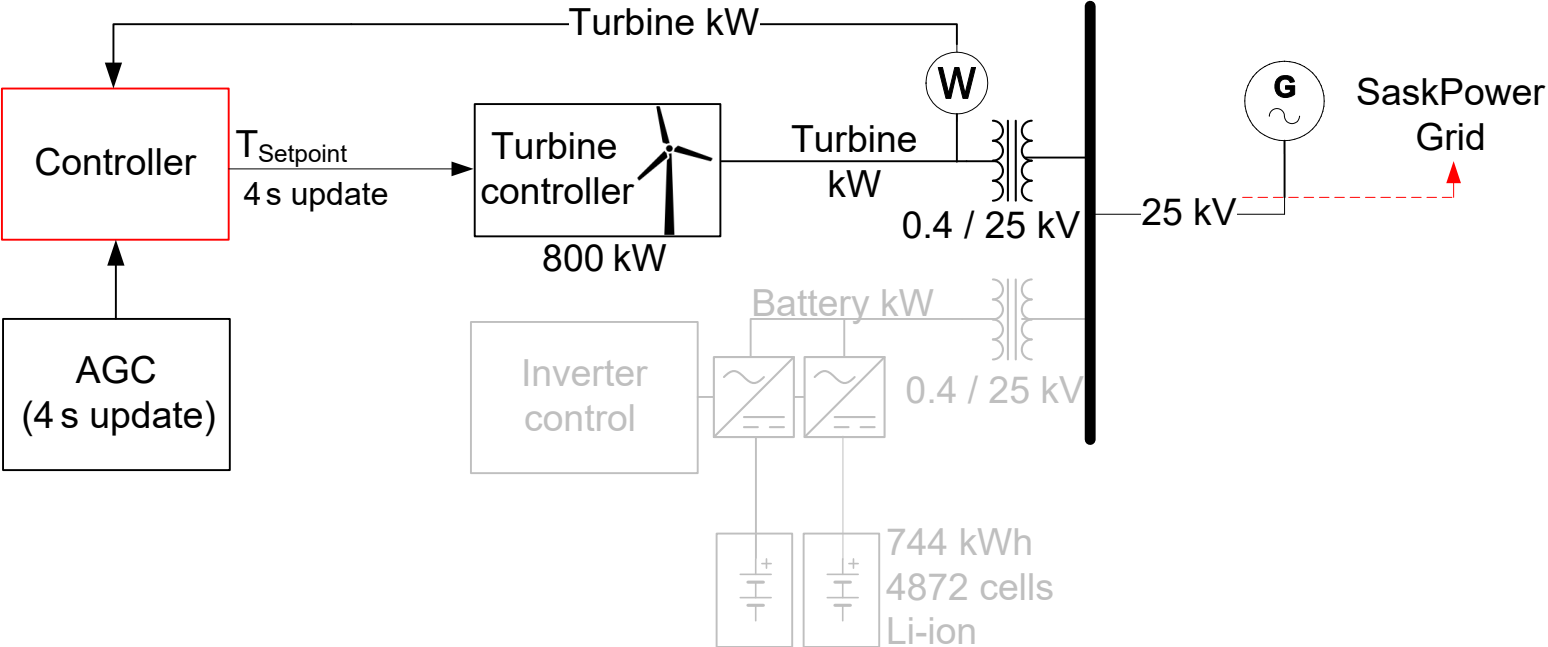 Turbine kW
W
G
SaskPower
Grid
Controller
TSetpoint
4 s update
Turbine
controller
800 kW
Turbine
kW
0.4 / 25 kV
25 kV
AGC
(4 s update)
Battery kW
Inverter
control
0.4 / 25 kV
+
+
744 kWh
4872 cells
Li-ion